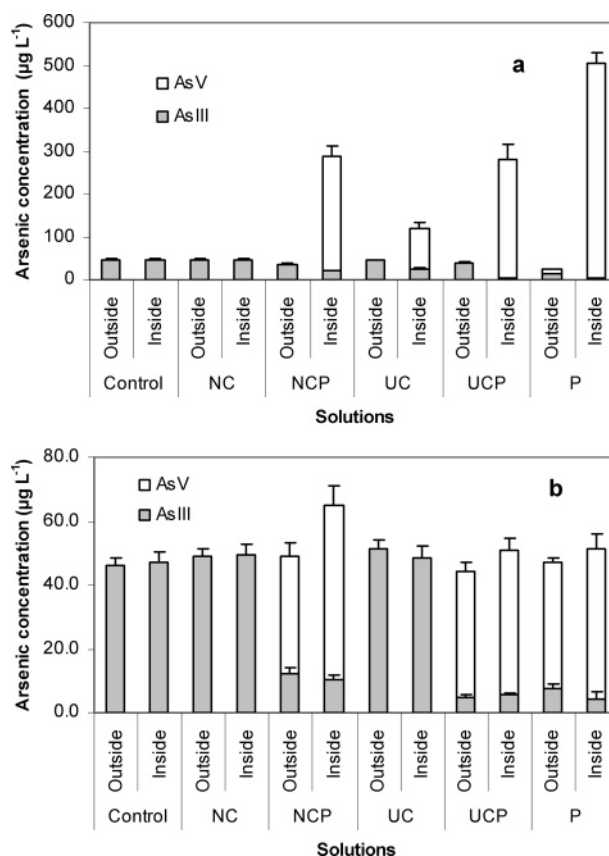 a
Arsenic concentration (µg L⁻¹)
600
500
400
300
200
100
0
AsV
AsIII
Outside Inside Outside Inside Outside Inside Outside Inside Outside Inside Outside Inside
Control NC NCP UC UCP P
Solutions
b
Arsenic concentration (µg L⁻¹)
80.0
60.0
40.0
20.0
0.0
AsV
AsIII
Outside Inside Outside Inside Outside Inside Outside Inside Outside Inside Outside Inside
Control NC NCP UC UCP P
Solutions